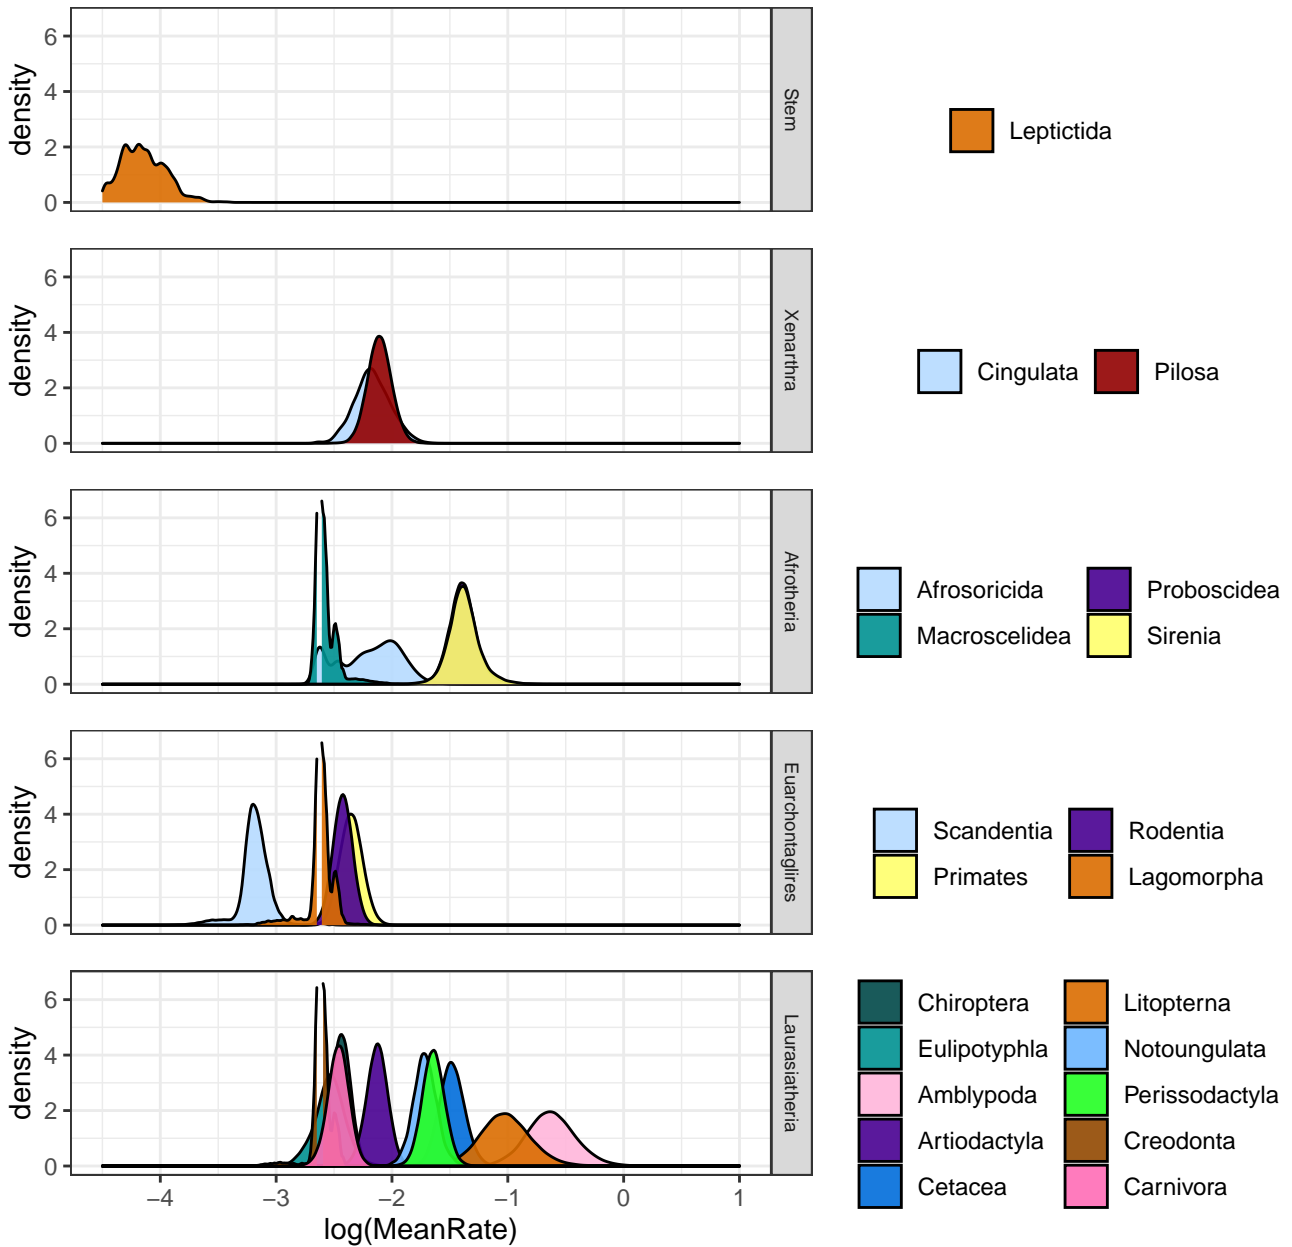 density
6
4
2
0
Stem
Leptictida
density
6
4
2
0
Xenarthra
Cingulata Pilosa
density
6
4
2
0
Afrotheria
Afrosoricida Proboscidea
Macroscelidea Sirenia
density
6
4
2
0
Euarchontaglires
Scandentia Rodentia
Primates Lagomorpha
density
6
4
2
0
Laurasiatheria
Chiroptera Litopterna
Eulipotyphla Notoungulata
Amblypoda Perissodactyla
Artiodactyla Creodonta
Cetacea Carnivora
−4 −3 −2 −1 0 1
log(MeanRate)